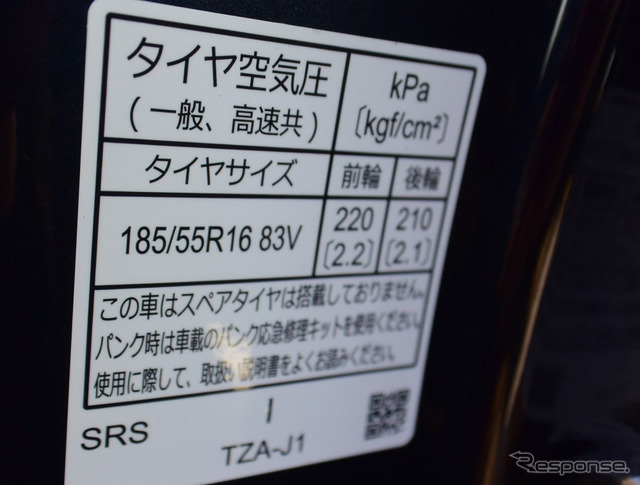 タイヤ空気圧
(一般、高速共)
kPa
〔kgf/cm²〕
タイヤサイズ
前輪
後輪
185/55R16 83V
220
〔2.2〕
210
〔2.1〕
この車はスペアタイヤは搭載しておりません。
パンク時は車載のパンク応急修理キットを使用ください。
使用に際して、取扱い説明書をよくお読みください。
SRS
I
TZA-J1
Response.